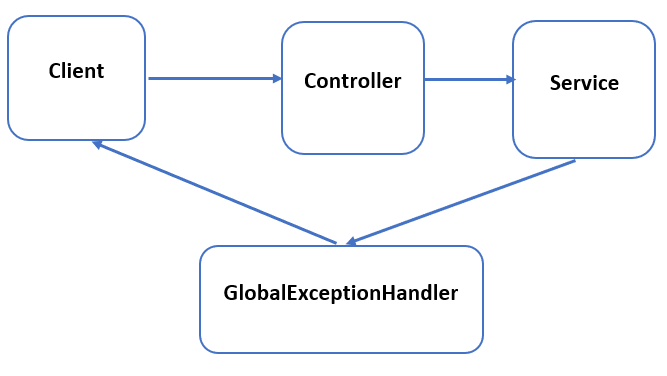 Client
Controller
Service
GlobalExceptionHandler